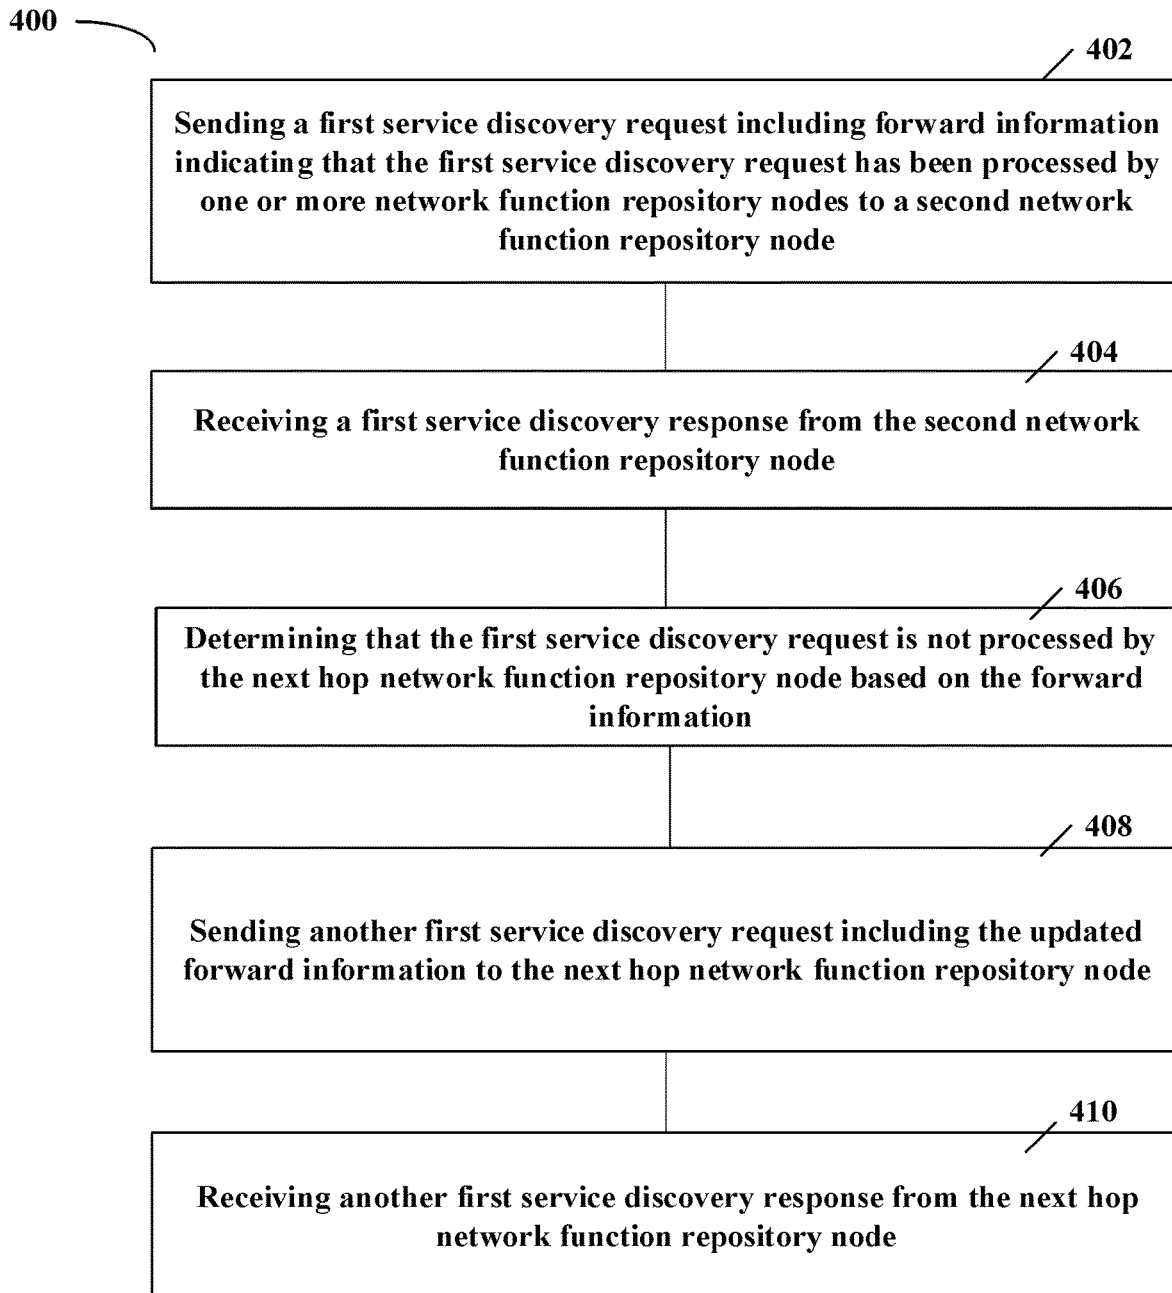 400
402
Sending a first service discovery request including forward information
indicating that the first service discovery request has been processed by
one or more network function repository nodes to a second network
function repository node
404
Receiving a first service discovery response from the second network
function repository node
406
Determining that the first service discovery request is not processed by
the next hop network function repository node based on the forward
information
408
Sending another first service discovery request including the updated
forward information to the next hop network function repository node
410
Receiving another first service discovery response from the next hop
network function repository node